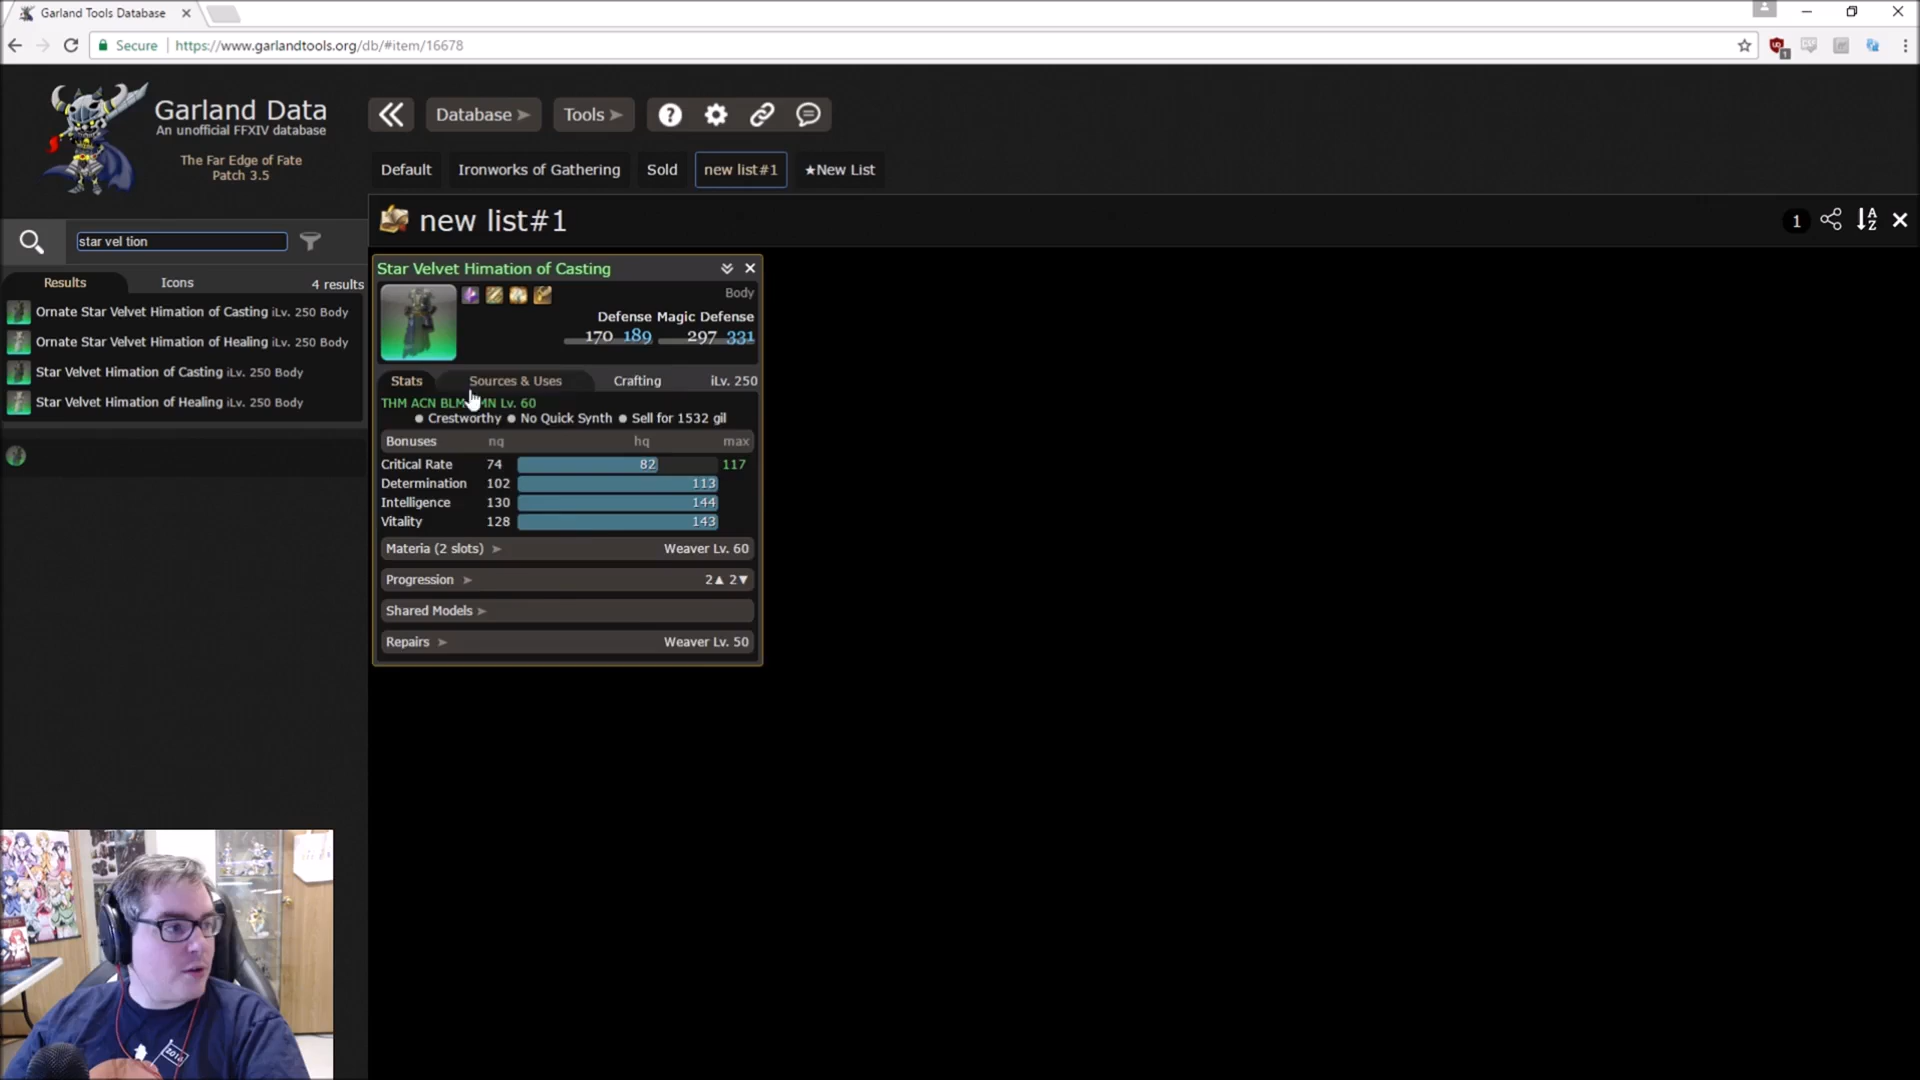 Garland Tools Database
Secure
https://www.garlandtools.org/db/#item/16678
1
Garland Data
An unofficial FFXIV database
The Far Edge of Fate
Patch 3.5
Database
Tools
?
Default
Ironworks of Gathering
Sold
new list#1
★New List
star vel tion
Results
Icons
4 results
Ornate Star Velvet Himation of Casting iLv. 250 Body
Ornate Star Velvet Himation of Healing iLv. 250 Body
Star Velvet Himation of Casting iLv. 250 Body
Star Velvet Himation of Healing iLv. 250 Body
new list#1
1
A
Z
Star Velvet Himation of Casting
Body
Defense Magic Defense
170 189 297 331
Stats
Sources & Uses
Crafting
iLv. 250
THM ACN BLM Lv. 60
● Crestworthy ● No Quick Synth ● Sell for 1532 gil
Bonuses nq hq max
Critical Rate 74 82 117
Determination 102 113
Intelligence 130 144
Vitality 128 143
Materia (2 slots) Weaver Lv. 60
Progression 2▲ 2▼
Shared Models
Repairs Weaver Lv. 50